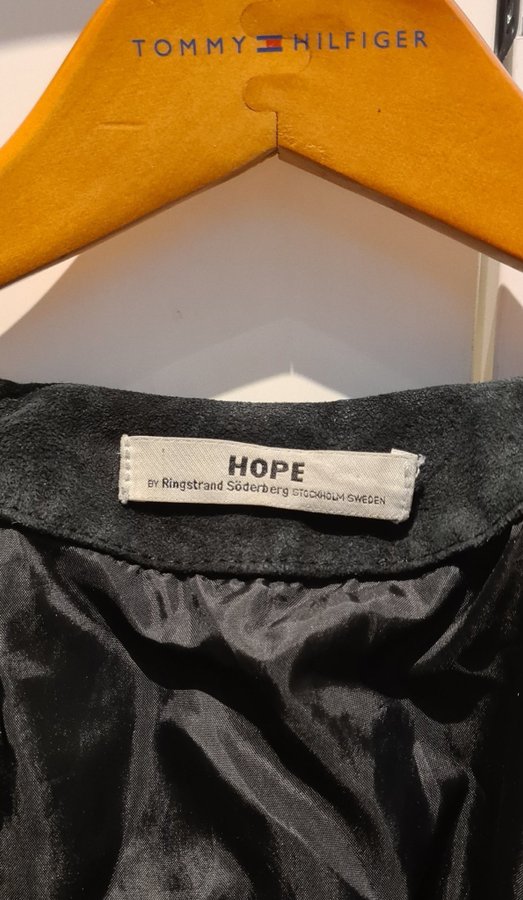 TOMMY HILFIGER
HOPE
BY Ringstrand Söderberg STOCKHOLM SWEDEN